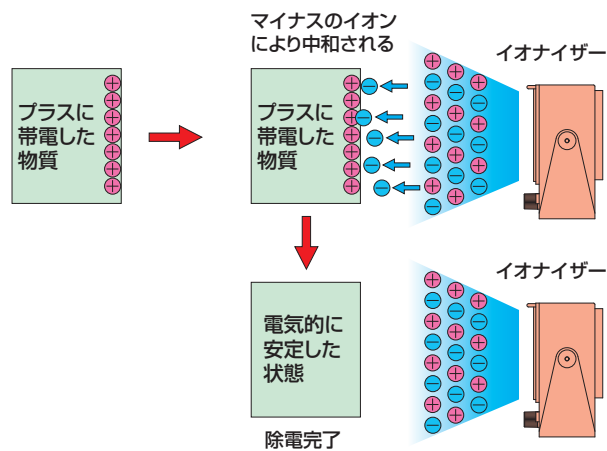 マイナスのイオン
により中和される
イオナイザー
プラスに
帯電した
物質
プラスに
帯電した
物質
イオナイザー
電気的に
安定した
状態
除電完了